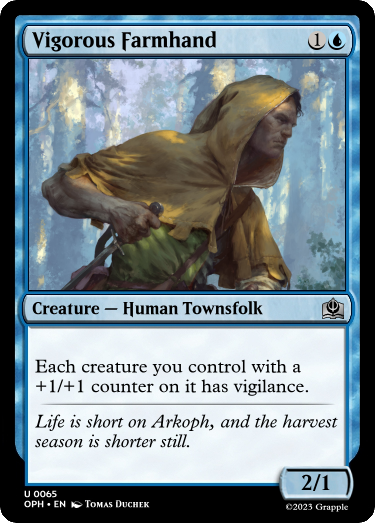 Vigorous Farmhand 1
Creature — Human Townsfolk
Each creature you control with a
+1/+1 counter on it has vigilance.
Life is short on Arkoph, and the harvest
season is shorter still.
2/1
U 0065
OPH • EN Tomas Duchek
©2023 Grapple